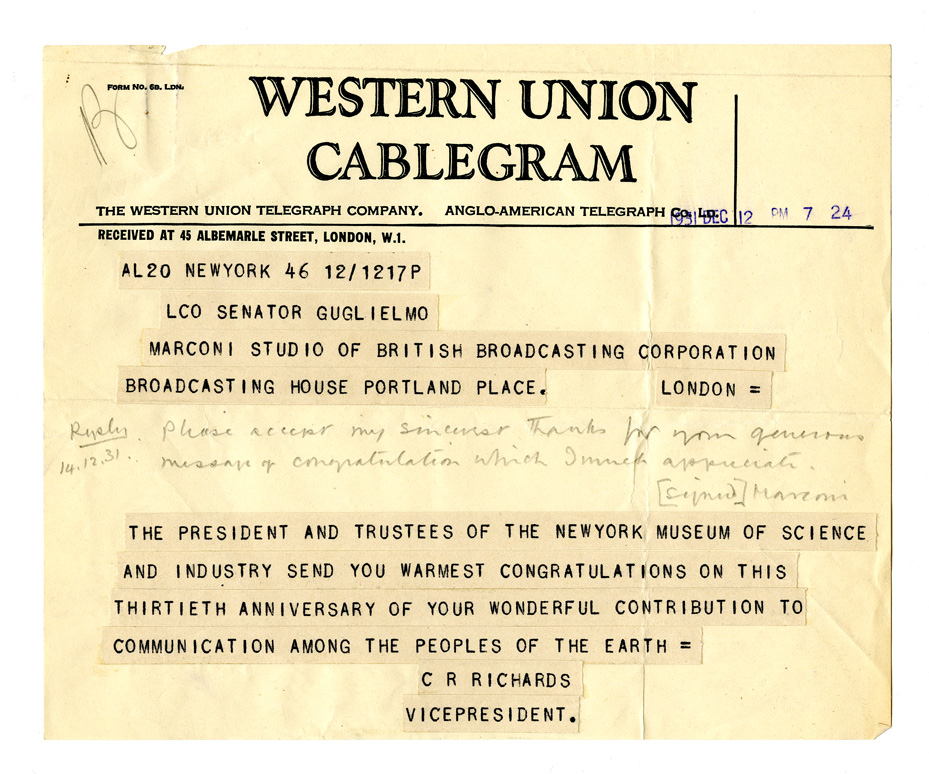 FORM No. 6B. LDN.
WESTERN UNION
CABLEGRAM
THE WESTERN UNION TELEGRAPH COMPANY. ANGLO-AMERICAN TELEGRAPH Co. Ld.
1931 DEC 12 PM 7 24
RECEIVED AT 45 ALBEMARLE STREET, LONDON, W.1.
AL20 NEWYORK 46 12/1217P
LCO SENATOR GUGLIELMO
MARCONI STUDIO OF BRITISH BROADCASTING CORPORATION
BROADCASTING HOUSE PORTLAND PLACE. LONDON =
Reply. Please accept my sincerest thanks for your generous
14.12.31. message of congratulation which I much appreciate.
[signed] Marconi
THE PRESIDENT AND TRUSTEES OF THE NEWYORK MUSEUM OF SCIENCE
AND INDUSTRY SEND YOU WARMEST CONGRATULATIONS ON THIS
THIRTIETH ANNIVERSARY OF YOUR WONDERFUL CONTRIBUTION TO
COMMUNICATION AMONG THE PEOPLES OF THE EARTH =
C R RICHARDS
VICEPRESIDENT.